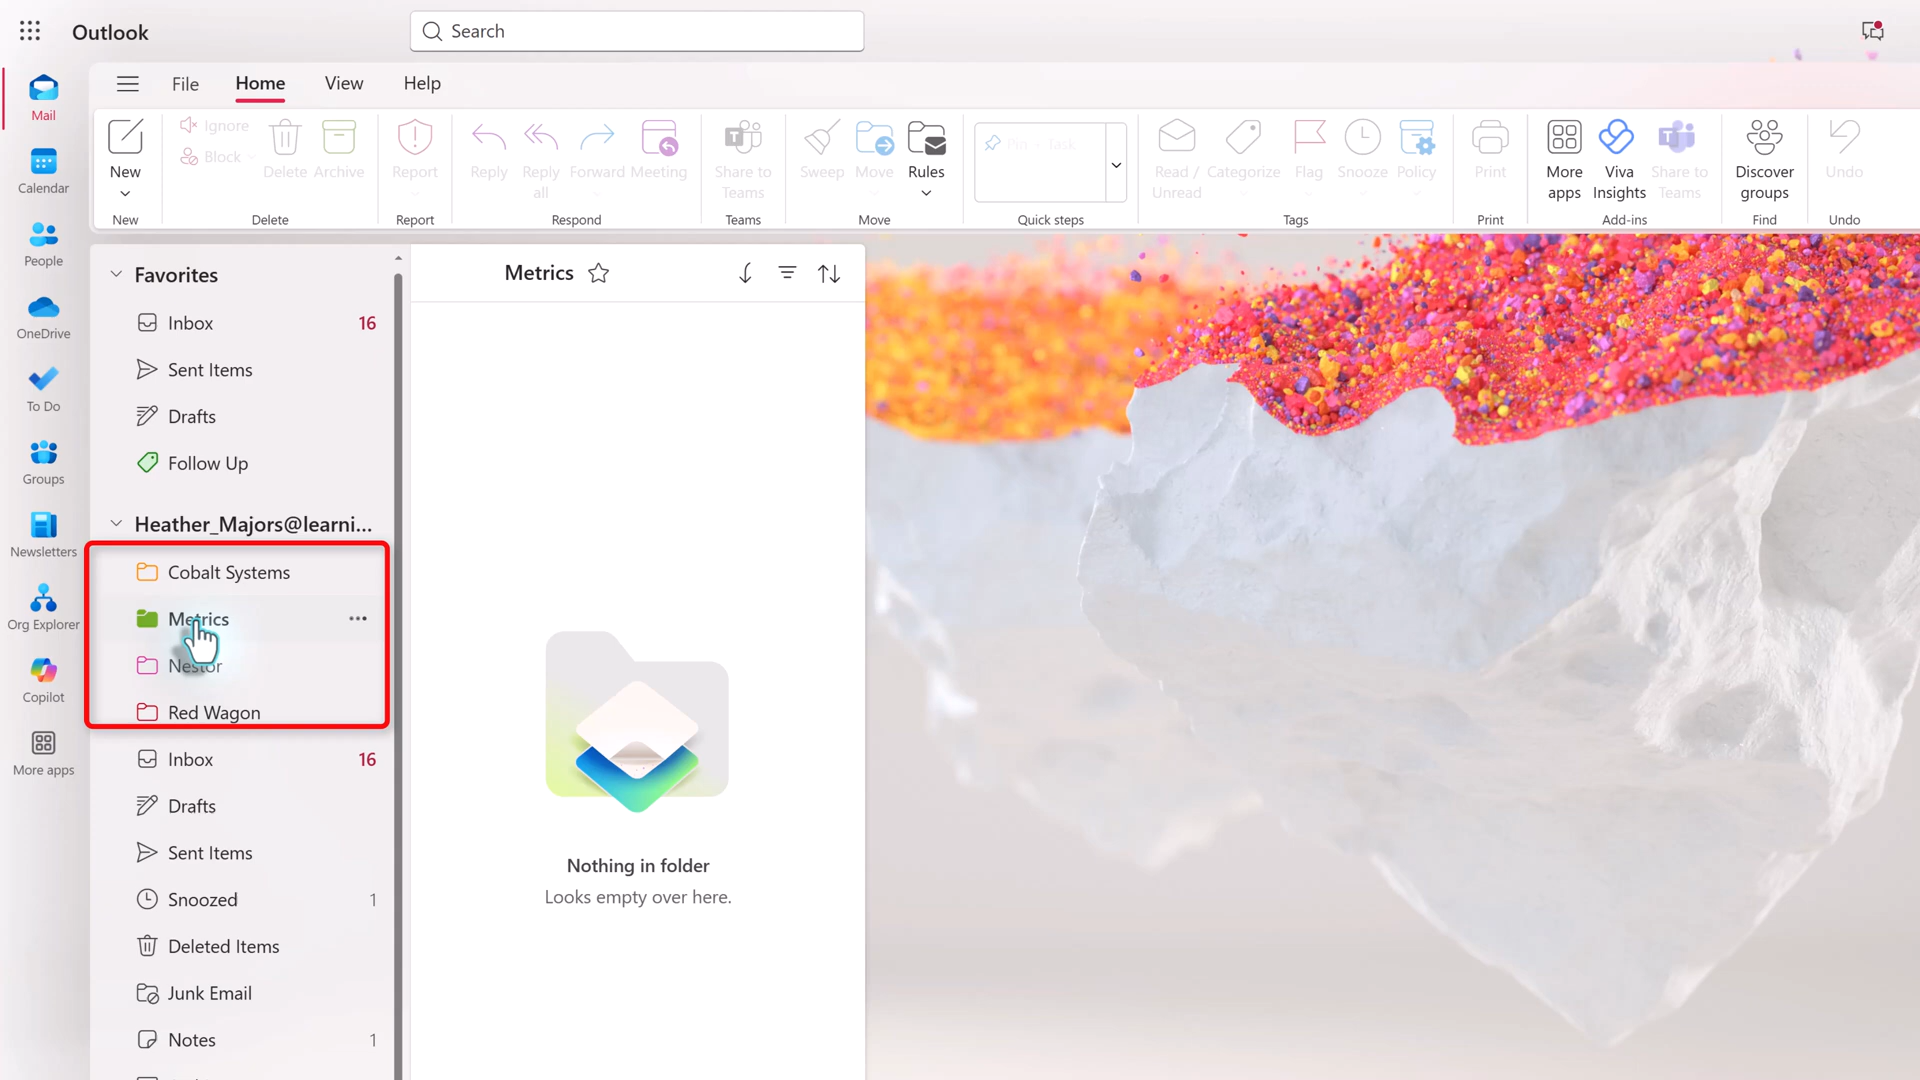 Outlook
Search
File
Home
View
Help
Mail
Calendar
People
OneDrive
To Do
Groups
Newsletters
Org Explorer
Copilot
More apps
New
Ignore
Block
Delete
Archive
Report
Reply
Reply all
Forward
Meeting
Share to Teams
Sweep
Move
Rules
Pin - Task
Read / Unread
Categorize
Flag
Snooze
Policy
Print
More apps
Viva Insights
Share to Teams
Discover groups
Undo
New
Delete
Report
Respond
Teams
Move
Quick steps
Tags
Print
Add-ins
Find
Undo
Favorites
Inbox 16
Sent Items
Drafts
Follow Up
Heather_Majors@learni...
Cobalt Systems
Metrics
Nestor
Red Wagon
Inbox 16
Drafts
Sent Items
Snoozed 1
Deleted Items
Junk Email
Notes 1
Metrics
Nothing in folder
Looks empty over here.